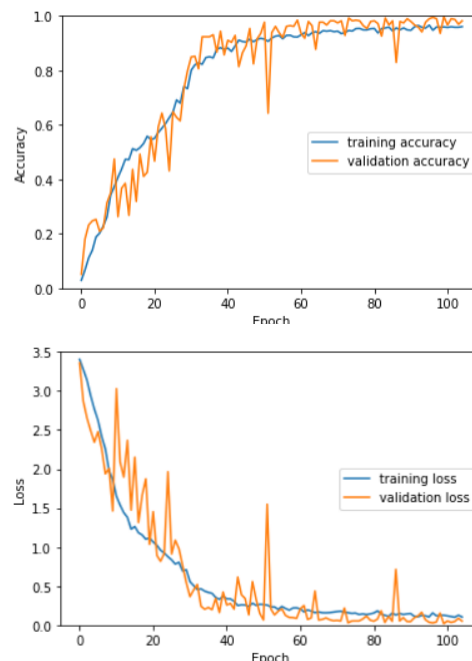 1.0
0.8
0.6
0.4
0.2
0.0
Accuracy
training accuracy
validation accuracy
0 20 40 60 80 100
Epoch
3.5
3.0
2.5
2.0
1.5
1.0
0.5
0.0
Loss
training loss
validation loss
0 20 40 60 80 100
Epoch